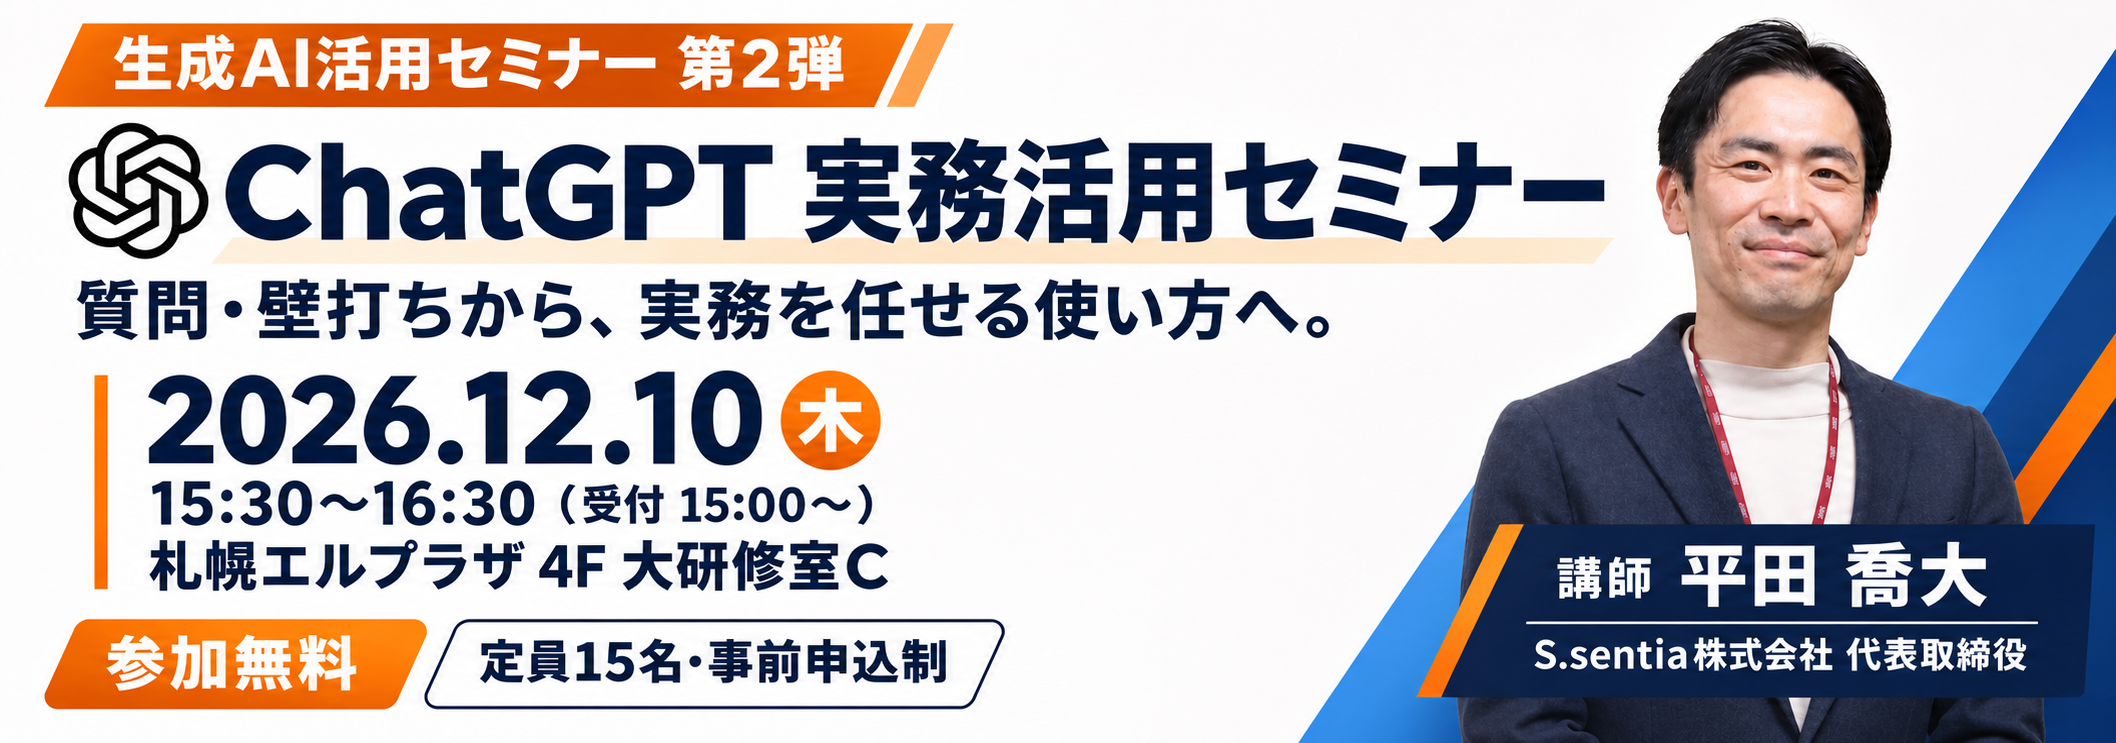 生成AI活用セミナー 第2弾
ChatGPT 実務活用セミナー
質問・壁打ちから、実務を任せる使い方へ。
2026.12.10 木
15:30〜16:30（受付 15:00〜）
札幌エルプラザ 4F 大研修室C
参加無料
定員15名・事前申込制
講師 平田 喬大
S.sentia株式会社 代表取締役